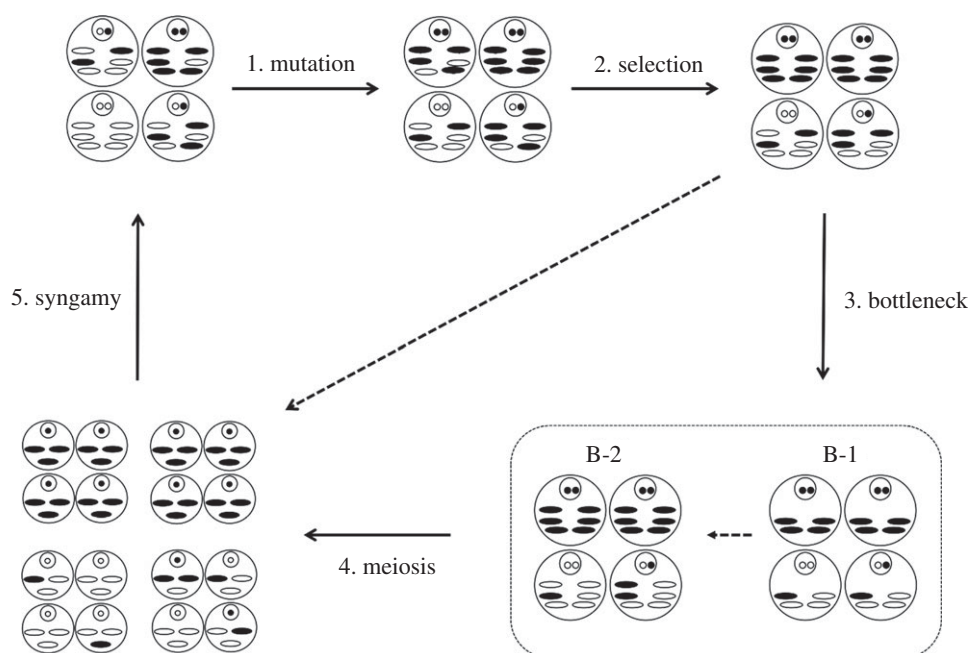 1. mutation
2. selection
5. syngamy
3. bottleneck
B-2
B-1
4. meiosis